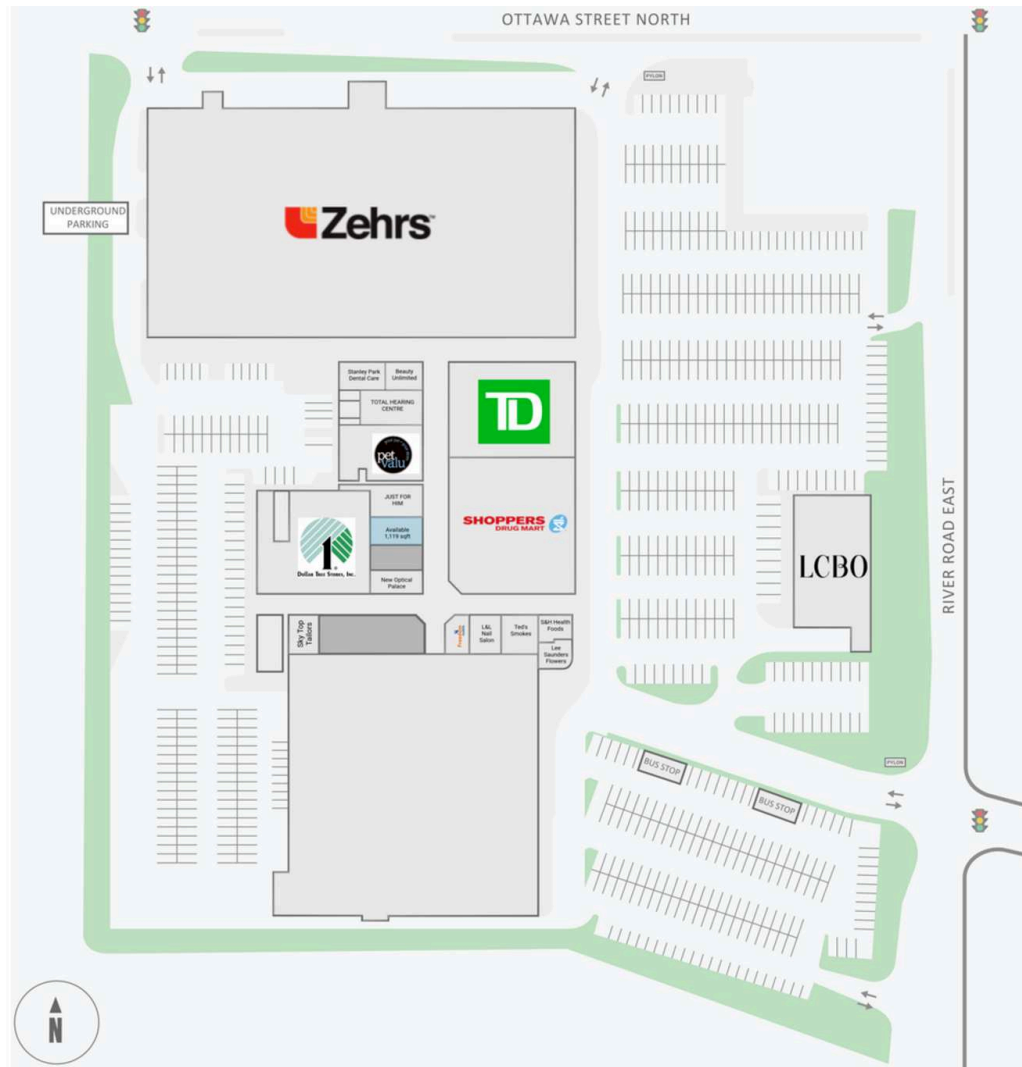 OTTAWA STREET NORTH
PYLON
UNDERGROUND
PARKING
Zehrs™
Stanley Park
Dental Care
Beauty
Unlimited
TOTAL HEARING
CENTRE
TD
pet
valu
JUST FOR
HIM
SHOPPERS
DRUG MART
Available
1,119 sqft
1
Dollar Tree Stores, Inc.
New Optical
Palace
LCBO
RIVER ROAD EAST
Sky Top
Tailors
L&L
Nail
Salon
Ted's
Smokes
S&H Health
Foods
Lee
Saunders
Flowers
BUS STOP
BUS STOP
PYLON
N